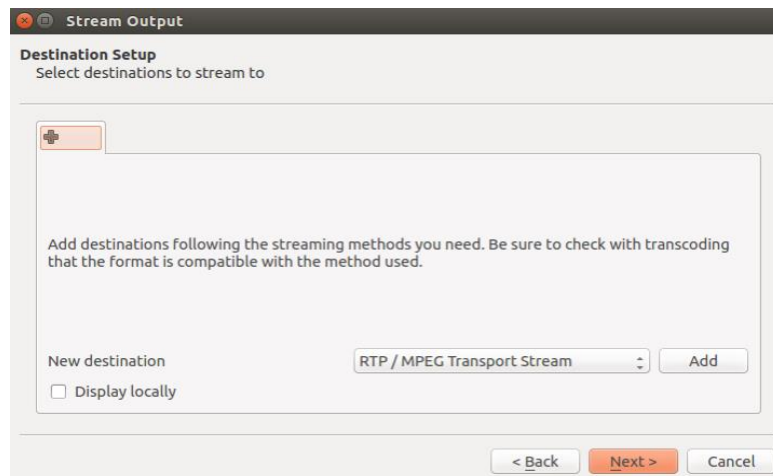 Stream Output
Destination Setup
Select destinations to stream to
Add destinations following the streaming methods you need. Be sure to check with transcoding
that the format is compatible with the method used.
New destination
RTP / MPEG Transport Stream
Add
Display locally
< Back
Next >
Cancel